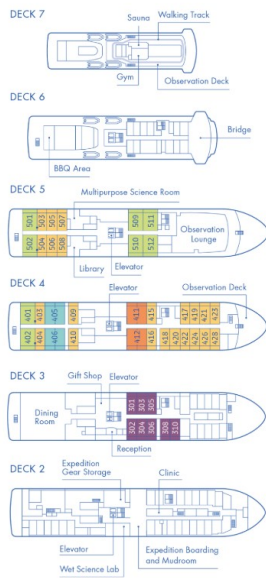 DECK 7
Sauna
Walking Track
Gym
Observation Deck
DECK 6
Bridge
BBQ Area
DECK 5
Multipurpose Science Room
501 503 505 507 509 511
502 504 506 508 510 512
Observation
Lounge
Library
Elevator
DECK 4
Elevator
Observation Deck
401 403 405 409 415 417 419 421 423
402 404 406 410 412 416 418 420 422 424 426 428
DECK 3
Gift Shop
Elevator
Dining
Room
301 303 305
302 304 306 308 310
Reception
DECK 2
Expedition
Gear Storage
Clinic
Elevator
Wet Science Lab
Expedition Boarding
and Mudroom